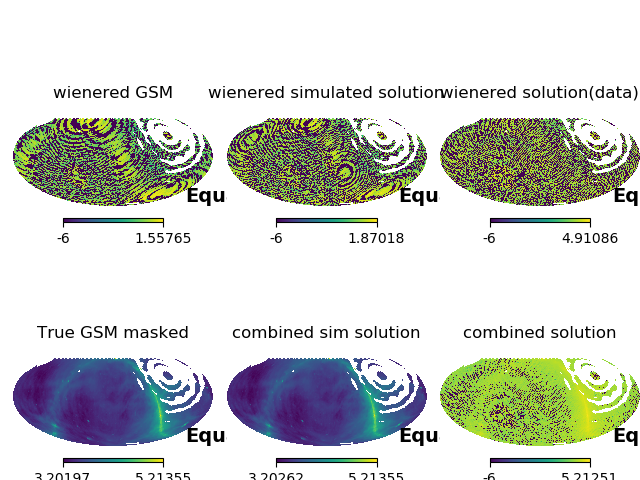 wienered GSM
wienered simulated solution
wienered solution(data)
Equ
Equ
Eq
-6 1.55765
-6 1.87018
-6 4.91086
True GSM masked
combined sim solution
combined solution
Equ
Equ
Eq
3.20197 5.21355
3.20262 5.21355
-6 5.21251